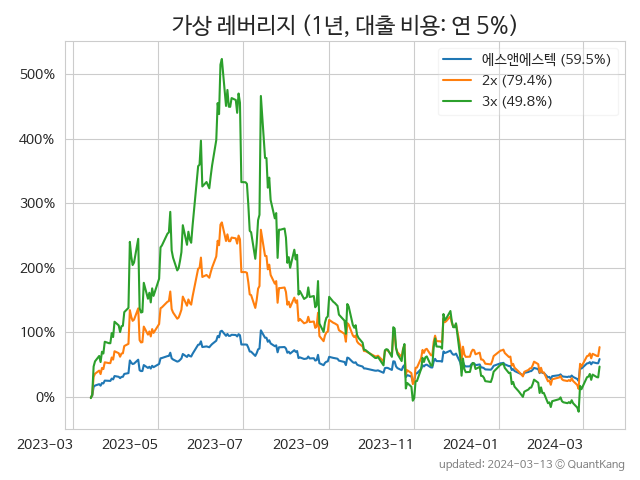 가상 레버리지 (1년, 대출 비용: 연 5%)
에스앤에스텍 (59.5%)
2x (79.4%)
3x (49.8%)
500%
400%
300%
200%
100%
0%
2023-03 2023-05 2023-07 2023-09 2023-11 2024-01 2024-03
updated: 2024-03-13 © QuantKang